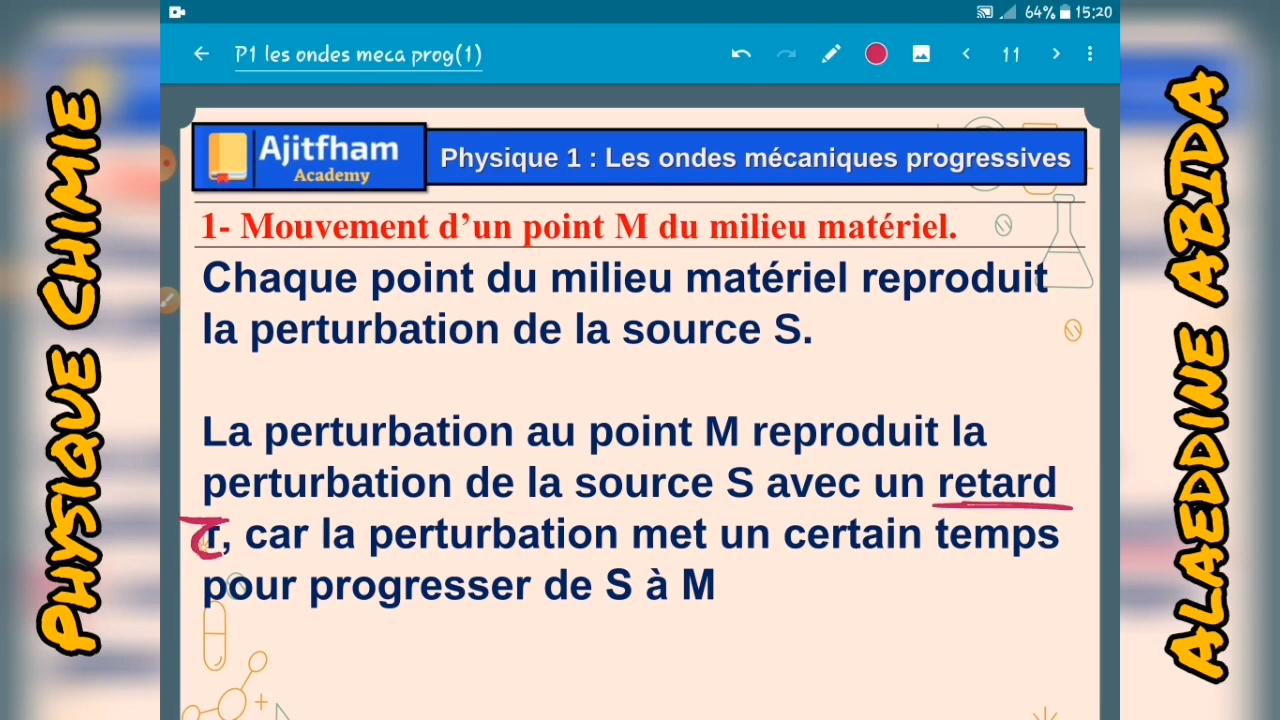 64% 15:20
P1 les ondes meca prog(1)
11
Ajitfham
Academy
Physique 1 : Les ondes mécaniques progressives
1- Mouvement d’un point M du milieu matériel.
Chaque point du milieu matériel reproduit
la perturbation de la source S.
La perturbation au point M reproduit la
perturbation de la source S avec un retard
τ, car la perturbation met un certain temps
pour progresser de S à M
PHYSIQUE CHIMIE
ALAEDDINE ABIDA